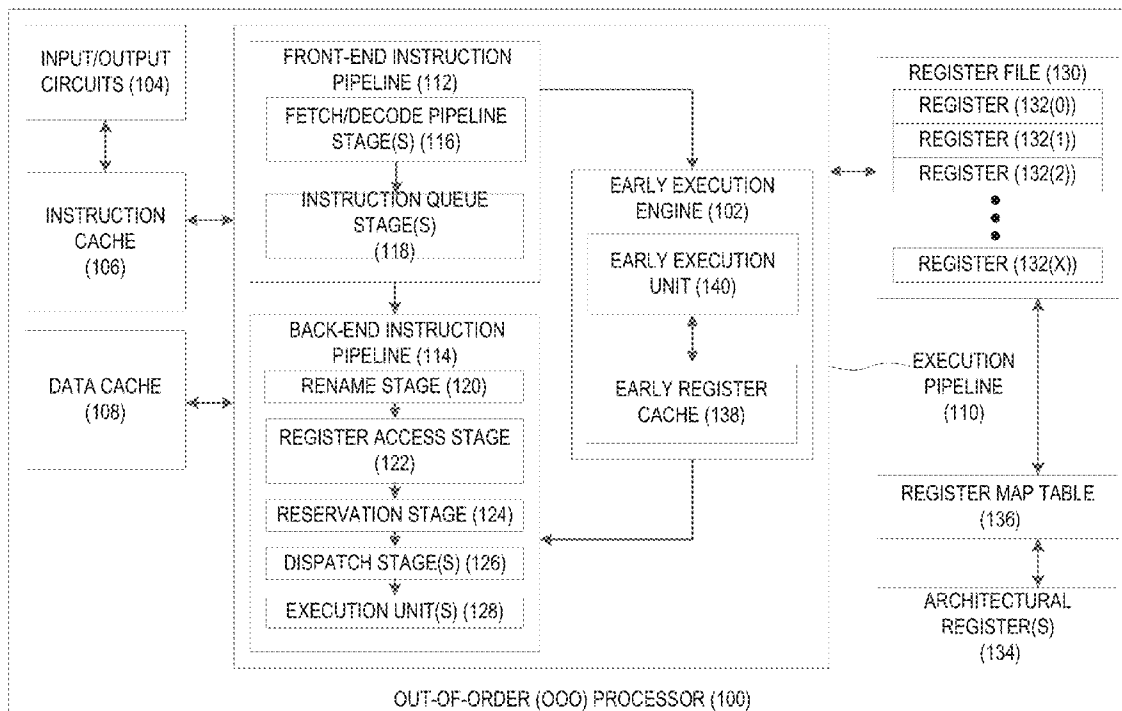 INPUT/OUTPUT
CIRCUITS (104)
INSTRUCTION
CACHE
(106)
DATA CACHE
(108)
FRONT-END INSTRUCTION
PIPELINE (112)
FETCH/DECODE PIPELINE
STAGE(S) (116)
INSTRUCTION QUEUE
STAGE(S)
(118)
BACK-END INSTRUCTION
PIPELINE (114)
RENAME STAGE (120)
REGISTER ACCESS STAGE
(122)
RESERVATION STAGE (124)
DISPATCH STAGE(S) (126)
EXECUTION UNIT(S) (128)
EARLY EXECUTION
ENGINE (102)
EARLY EXECUTION
UNIT (140)
EARLY REGISTER
CACHE (138)
REGISTER FILE (130)
REGISTER (132(0))
REGISTER (132(1))
REGISTER (132(2))
REGISTER (132(X))
EXECUTION
PIPELINE
(110)
REGISTER MAP TABLE
(136)
ARCHITECTURAL
REGISTER(S)
(134)
OUT-OF-ORDER (OOO) PROCESSOR (100)